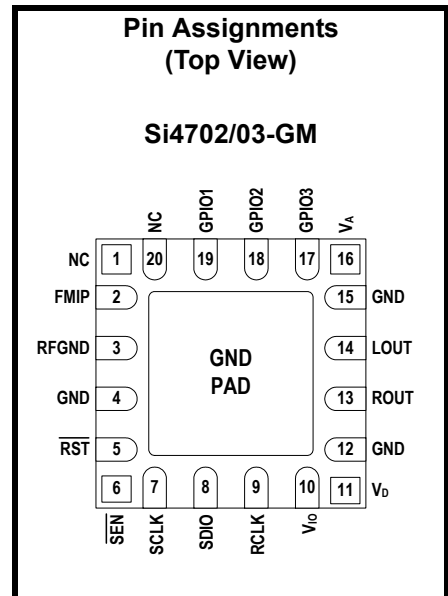 Pin Assignments
(Top View)
Si4702/03-GM
NC
GPIO1
GPIO2
GPIO3
VA
20
19
18
17
16
NC 1
FMIP 2
RFGND 3
GND 4
RST 5
6
SEN
15 GND
14 LOUT
13 ROUT
12 GND
11 VD
GND
PAD
7
8
9
10
SCLK
SDIO
RCLK
VIO